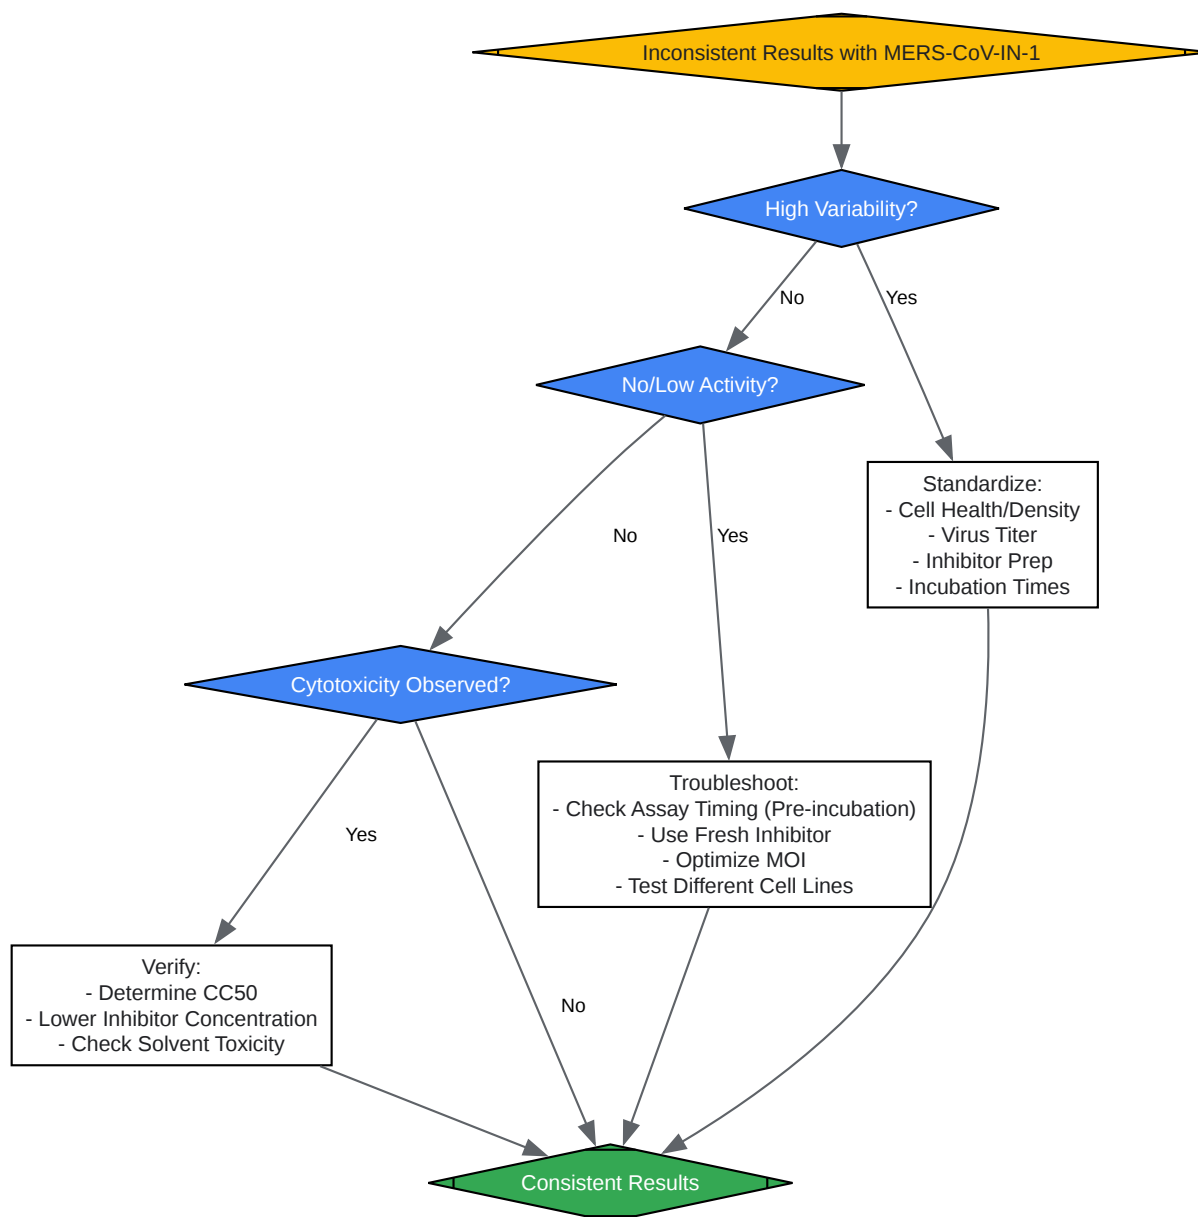 Inconsistent Results with MERS-CoV-IN-1
High Variability?
No
Yes
No/Low Activity?
Standardize:
- Cell Health/Density
- Virus Titer
- Inhibitor Prep
- Incubation Times
No
Yes
Cytotoxicity Observed?
Troubleshoot:
- Check Assay Timing (Pre-incubation)
- Use Fresh Inhibitor
- Optimize MOI
- Test Different Cell Lines
Yes
No
Verify:
- Determine CC50
- Lower Inhibitor Concentration
- Check Solvent Toxicity
Consistent Results